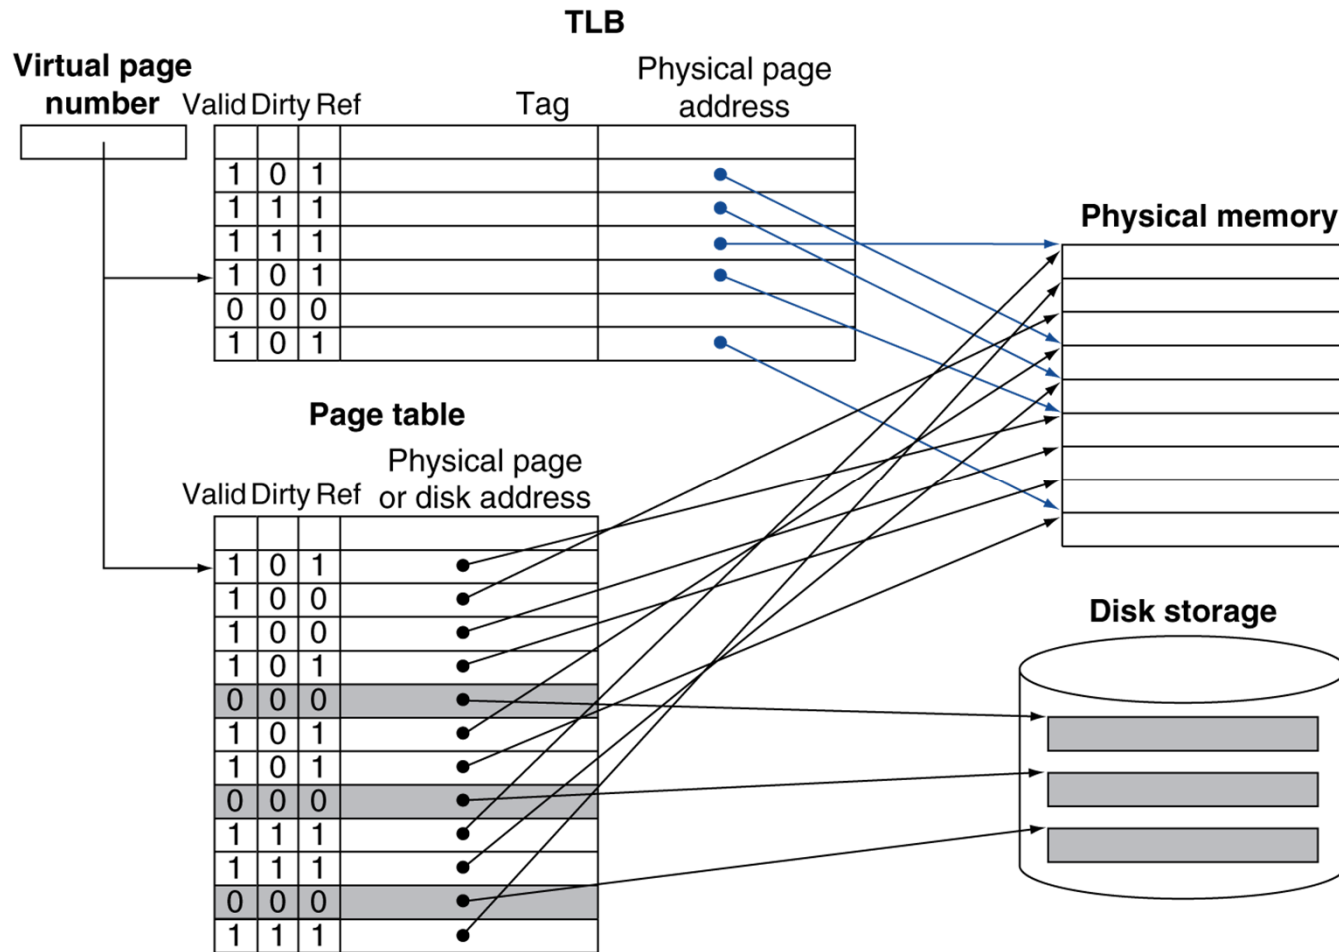 TLB
Virtual page
number
Valid Dirty Ref
Tag
Physical page
address
1 0 1
1 1 1
1 1 1
1 0 1
0 0 0
1 0 1
Physical memory
Page table
Physical page
or disk address
Valid Dirty Ref
1 0 1
1 0 0
1 0 0
1 0 1
0 0 0
1 0 1
1 0 1
0 0 0
1 1 1
1 1 1
0 0 0
1 1 1
Disk storage